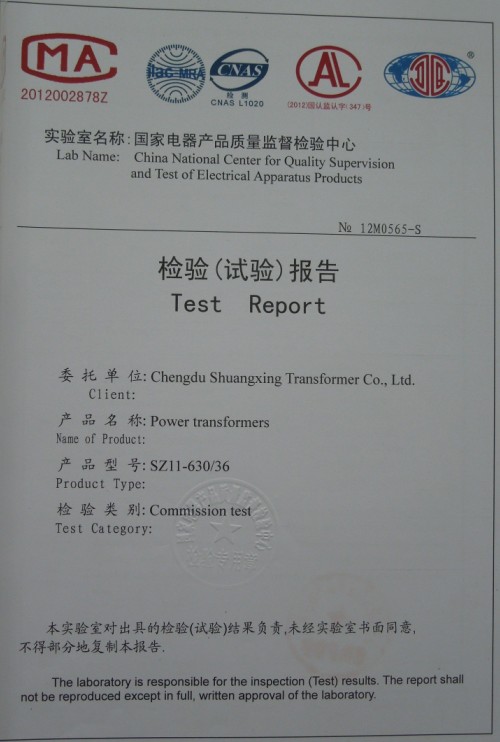 MA
2012002878Z
ilac-MRA
CNAS
检测
CNAS L1020
AL
(2012)国认监认字(347)号
®
实验室名称:国家电器产品质量监督检验中心
Lab Name: China National Center for Quality Supervision
and Test of Electrical Apparatus Products
№ 12M0565-S
检验(试验)报告
Test Report
委托单位: Chengdu Shuangxing Transformer Co., Ltd.
Client:
产品名称: Power transformers
Name of Product:
产品型号: SZ11-630/36
Product Type:
检验类别: Commission test
Test Category:
本实验室对出具的检验(试验)结果负责,未经实验室书面同意,
不得部分地复制本报告.
The laboratory is responsible for the inspection (Test) results. The report shall
not be reproduced except in full, written approval of the laboratory.